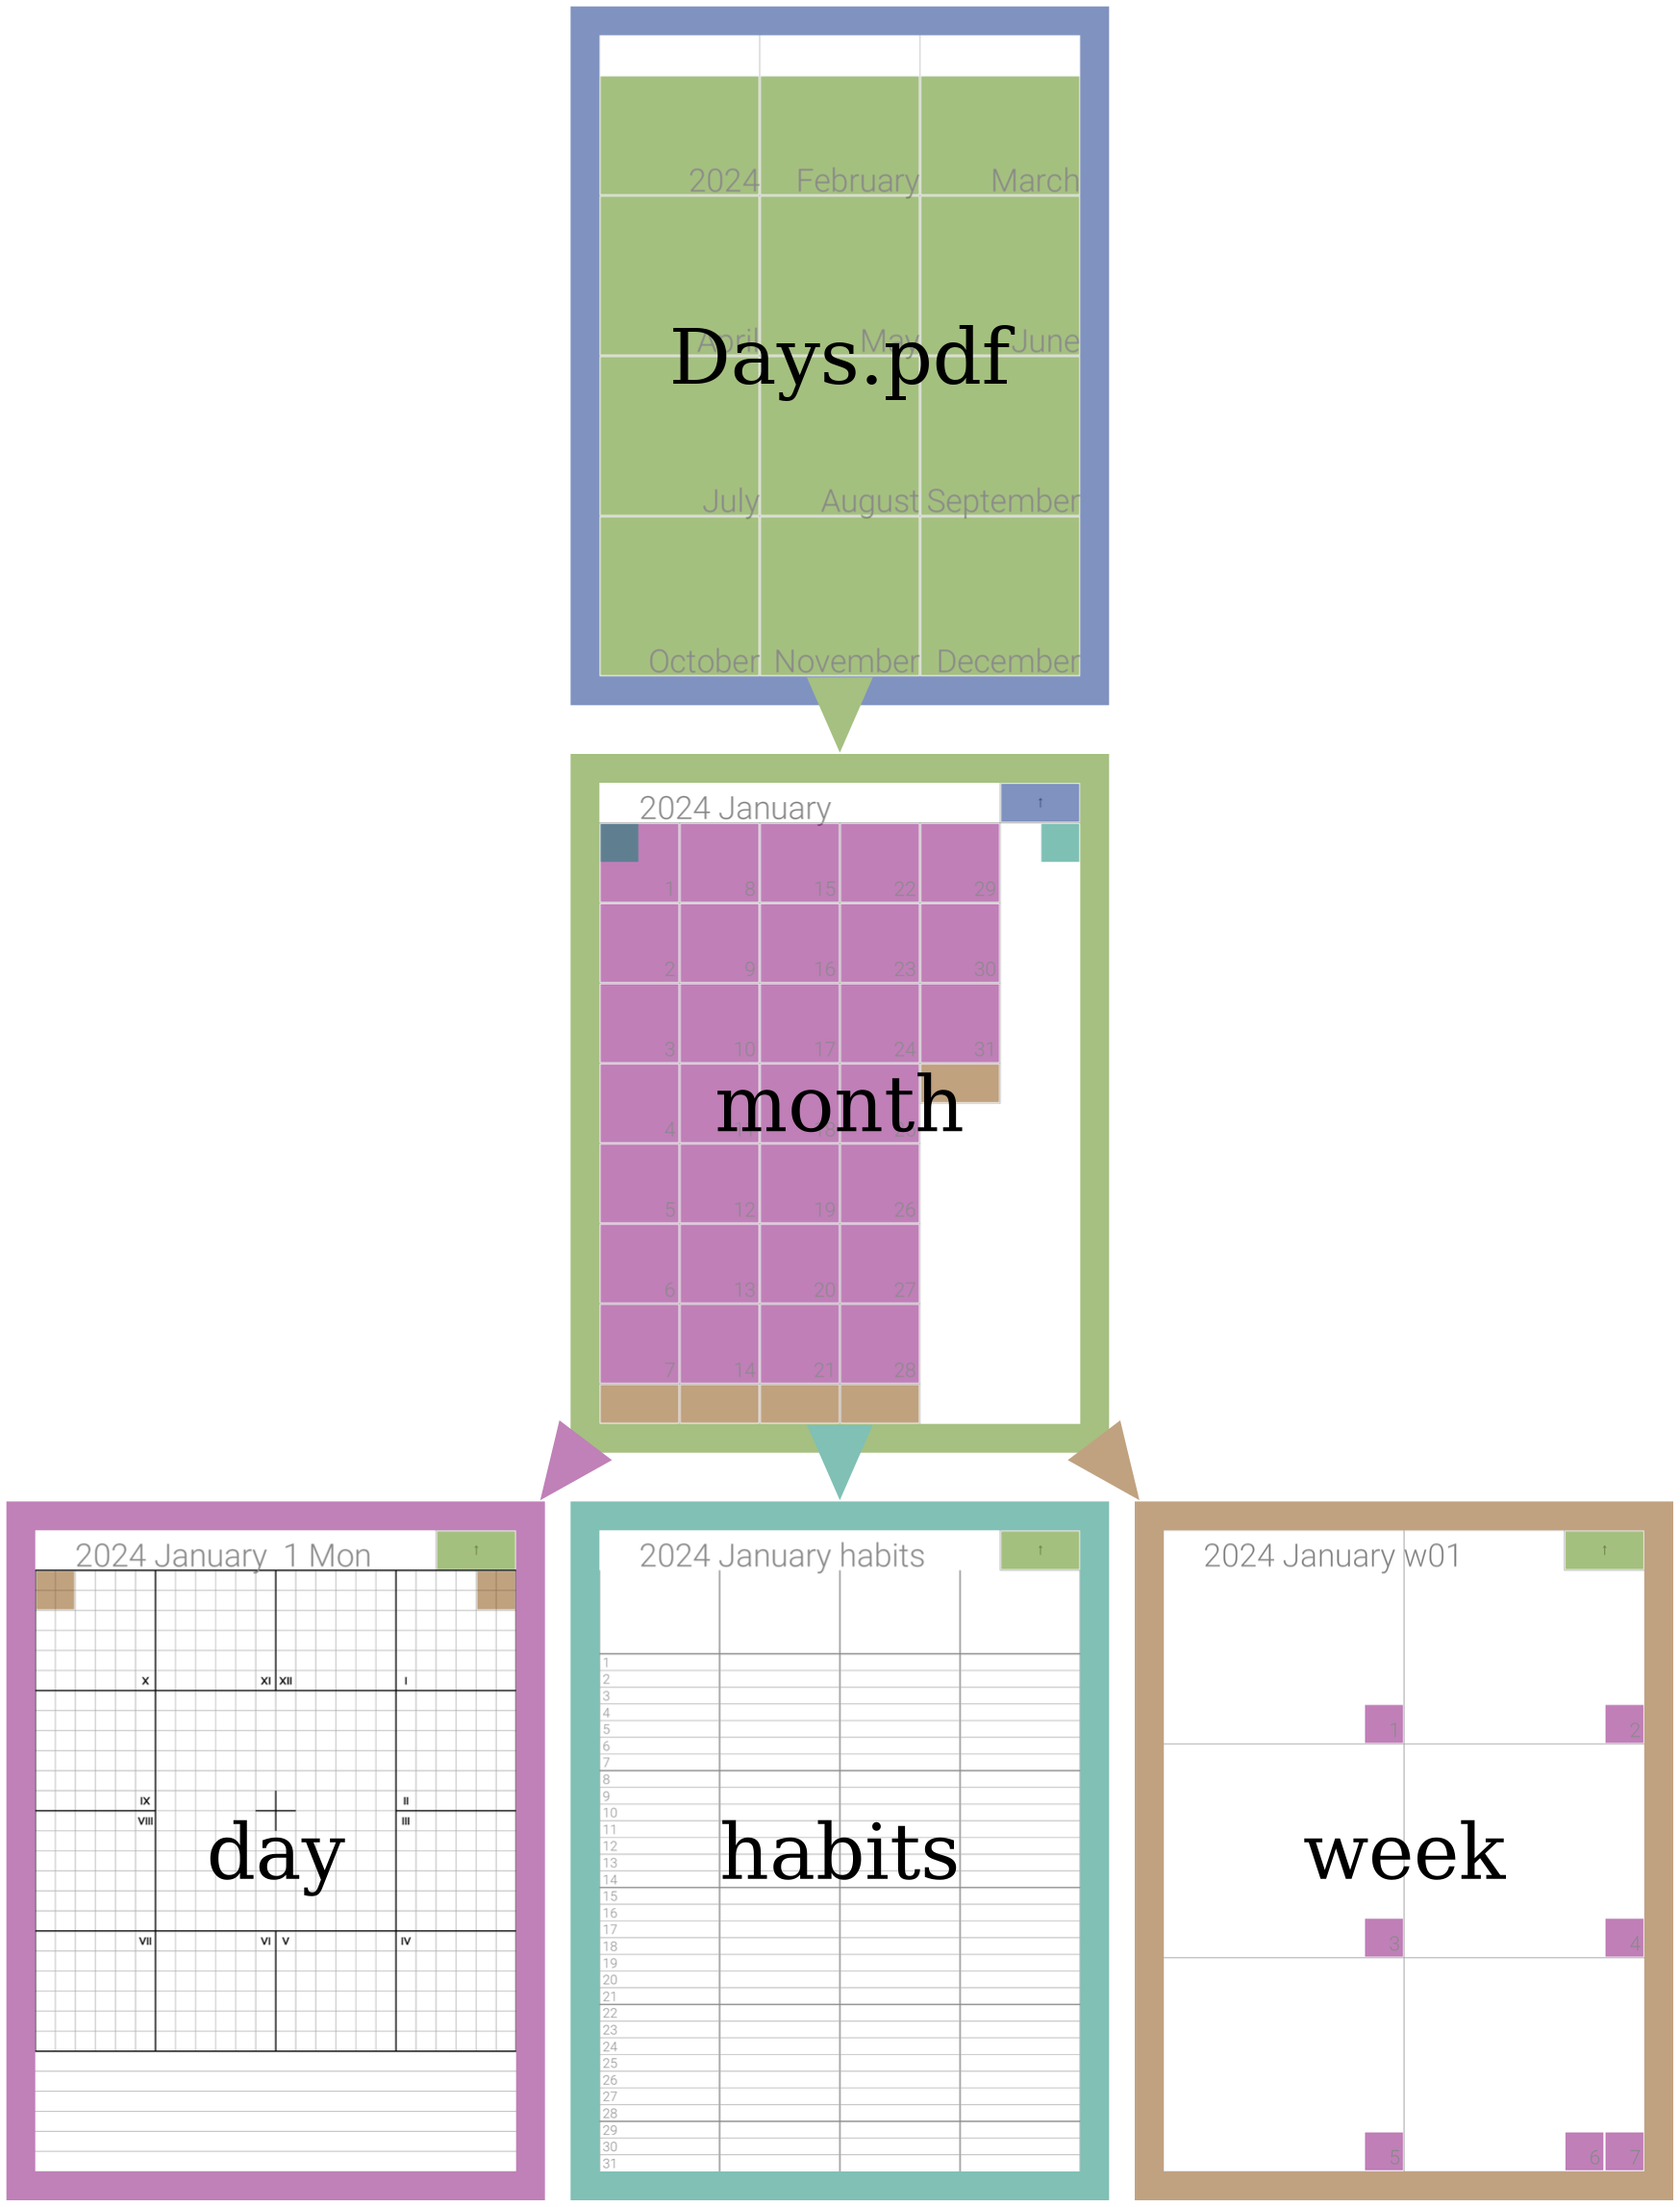 2024 February March
April May June
Days.pdf
July August September
October November December
2024 January ↑
1 8 15 22 29
2 9 16 23 30
3 10 17 24 31
month
4
5 12 19 26
6 13 20 27
7 14 21 28
2024 January 1 Mon ↑
X XI XII I
IX II
VIII III
day
VII VI V IV
2024 January habits ↑
1
2
3
4
5
6
7
8
9
10
11
12
13
14
habits
15
16
17
18
19
20
21
22
23
24
25
26
27
28
29
30
31
2024 January w01 ↑
1 2
week
3 4
5 6 7